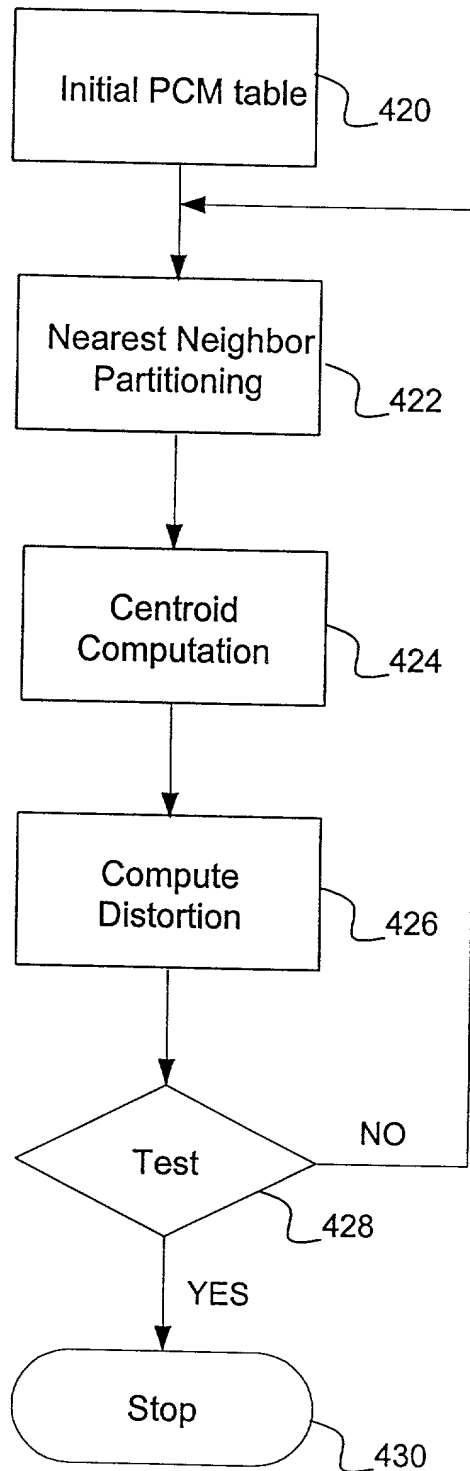 Initial PCM table
420
Nearest Neighbor
Partitioning
422
Centroid
Computation
424
Compute
Distortion
426
Test
NO
428
YES
Stop
430